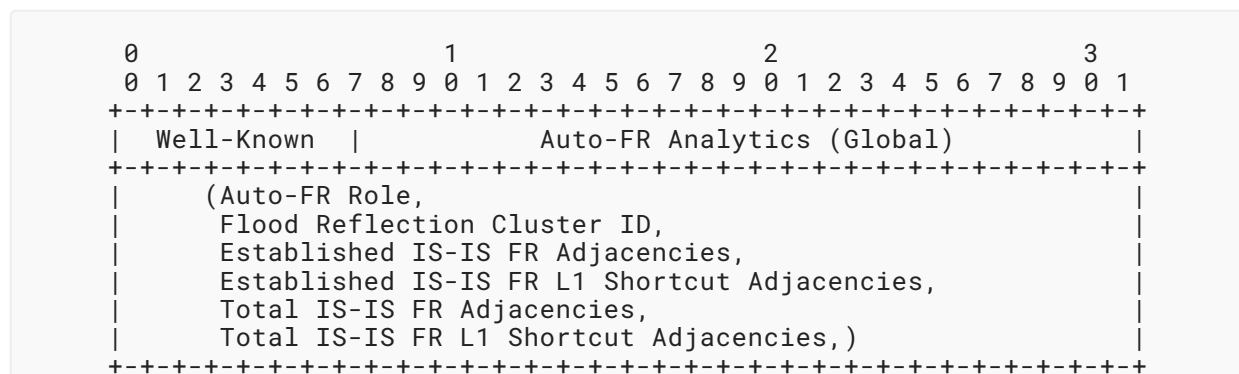 0                   1                   2                   3
 0 1 2 3 4 5 6 7 8 9 0 1 2 3 4 5 6 7 8 9 0 1 2 3 4 5 6 7 8 9 0 1
+-+-+-+-+-+-+-+-+-+-+-+-+-+-+-+-+-+-+-+-+-+-+-+-+-+-+-+-+-+-+-+-+
|  Well-Known  |           Auto-FR Analytics (Global)           |
+-+-+-+-+-+-+-+-+-+-+-+-+-+-+-+-+-+-+-+-+-+-+-+-+-+-+-+-+-+-+-+-+
|     (Auto-FR Role,                                            |
|      Flood Reflection Cluster ID,                             |
|      Established IS-IS FR Adjacencies,                        |
|      Established IS-IS FR L1 Shortcut Adjacencies,            |
|      Total IS-IS FR Adjacencies,                              |
|      Total IS-IS FR L1 Shortcut Adjacencies,)                 |
+-+-+-+-+-+-+-+-+-+-+-+-+-+-+-+-+-+-+-+-+-+-+-+-+-+-+-+-+-+-+-+-+